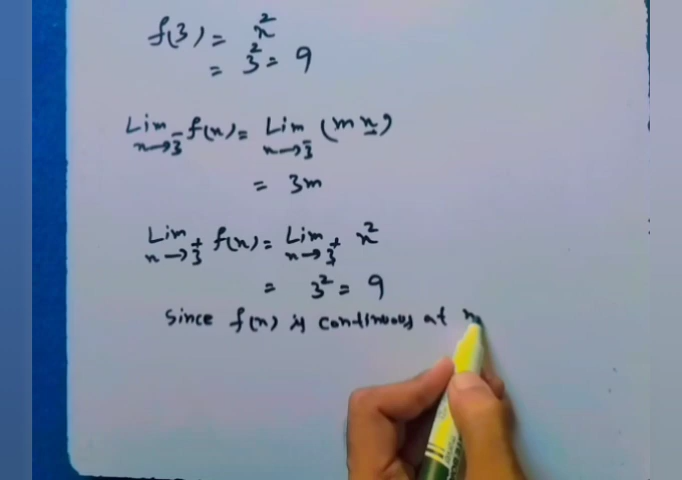 f(3) = x²
= 3² = 9
Lim x→3⁻ f(x) = Lim x→3⁻ (mx)
= 3m
Lim x→3⁺ f(x) = Lim x→3⁺ x²
= 3² = 9
Since f(x) is continuous at x